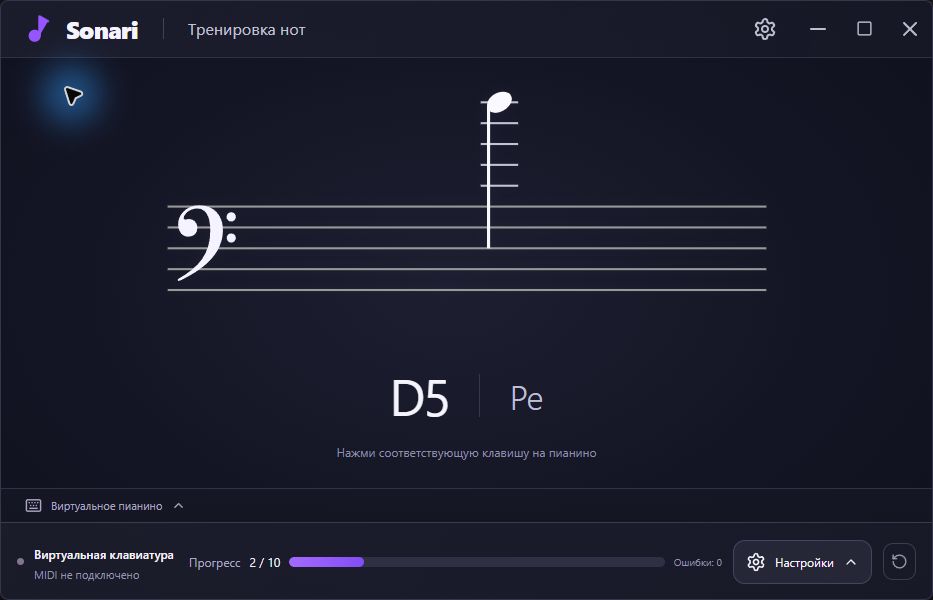 Sonari
Тренировка нот
D5
Ре
Нажми соответствующую клавишу на пианино
Виртуальное пианино
Виртуальная клавиатура
MIDI не подключено
Прогресс 2 / 10
Ошибки: 0
Настройки